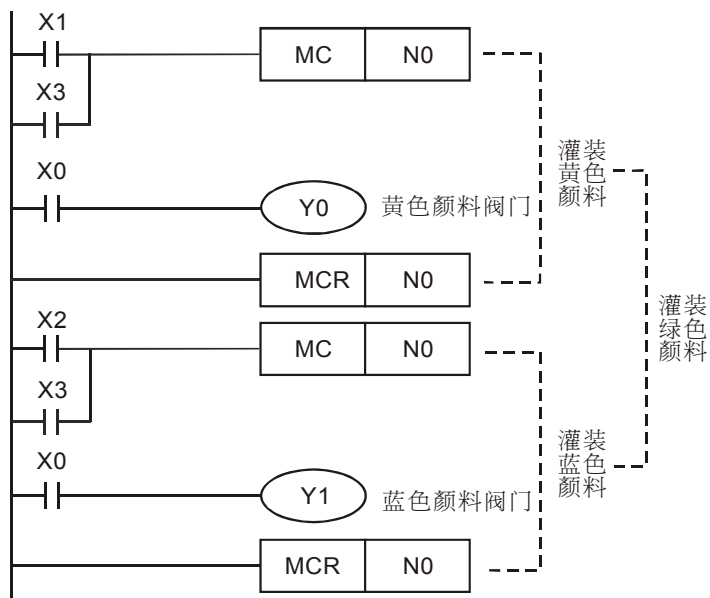 X1
MC N0
X3
灌装
黄色
颜料
X0
Y0 黄色颜料阀门
MCR N0
灌装
绿色
颜料
X2
MC N0
X3
灌装
蓝色
颜料
X0
Y1 蓝色颜料阀门
MCR N0